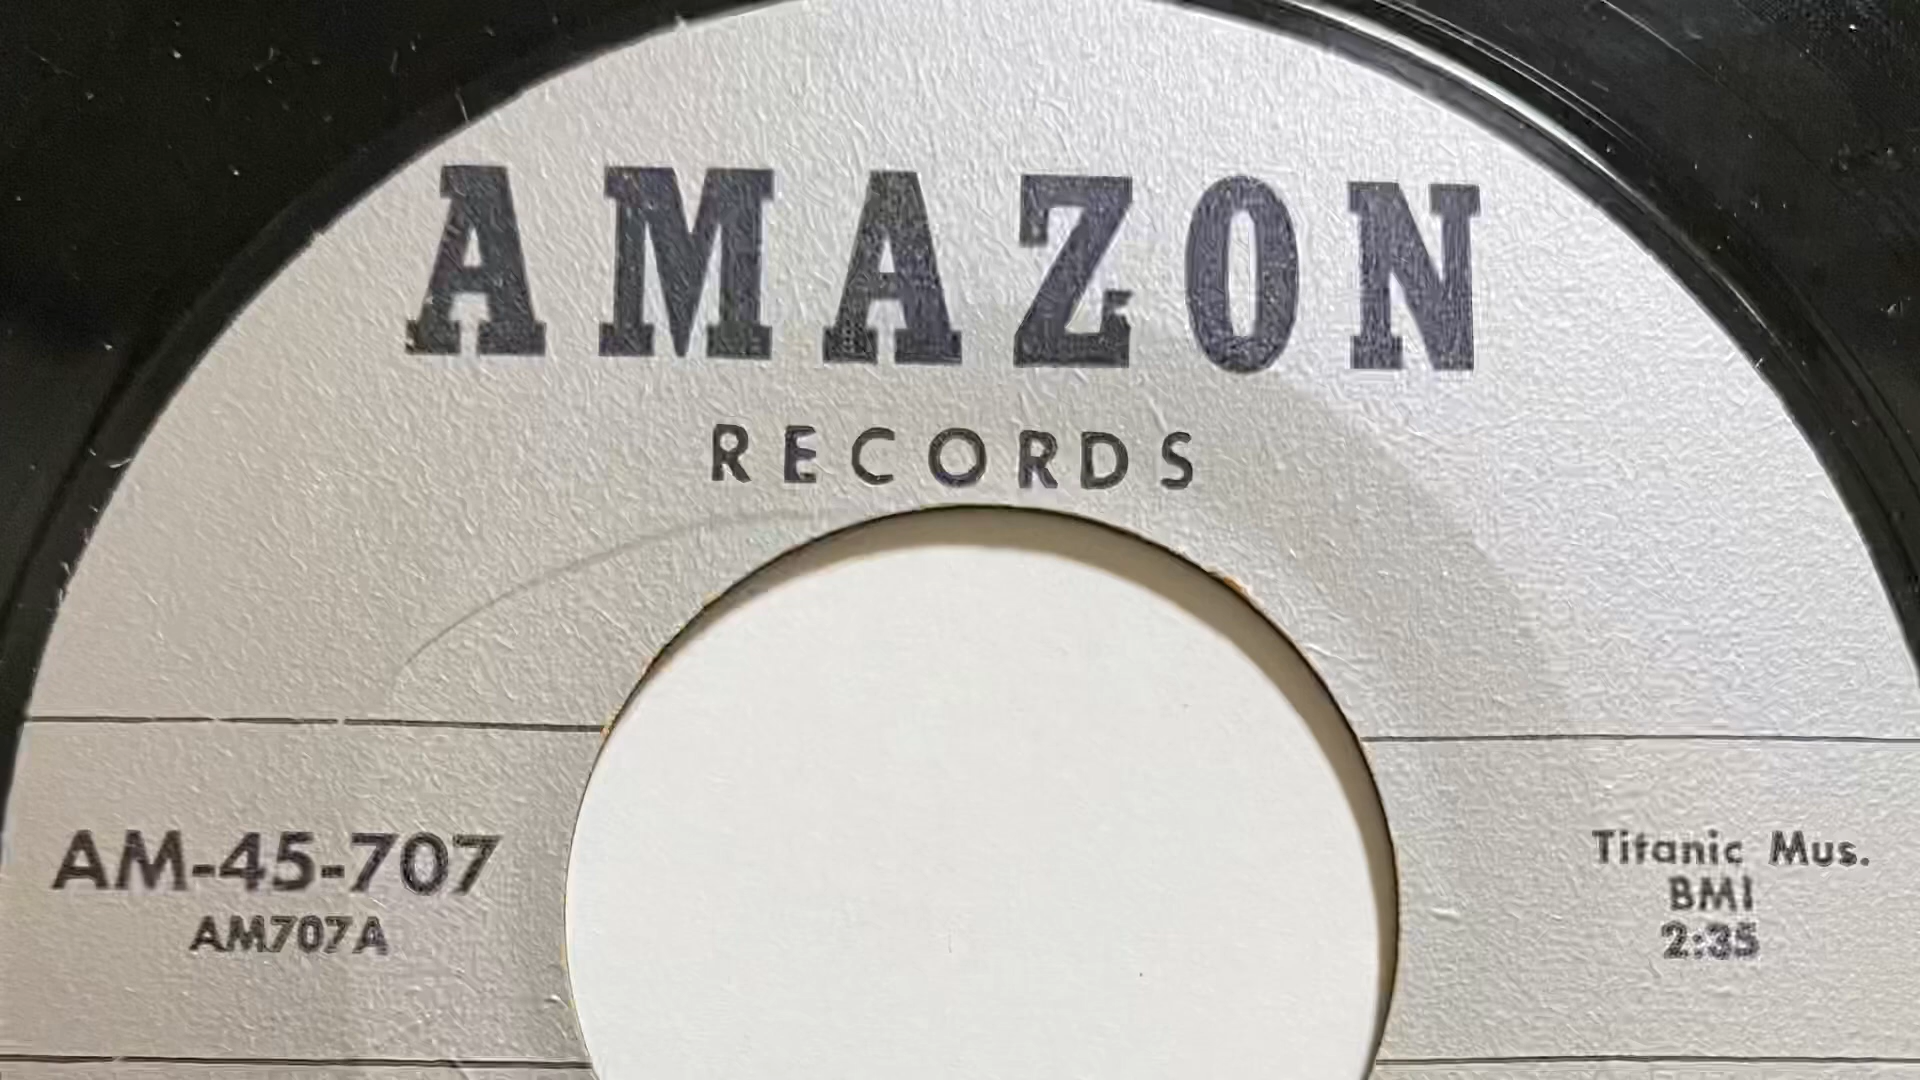 AMAZON
RECORDS
AM-45-707
AM707A
Titanic Mus.
BMI
2:35